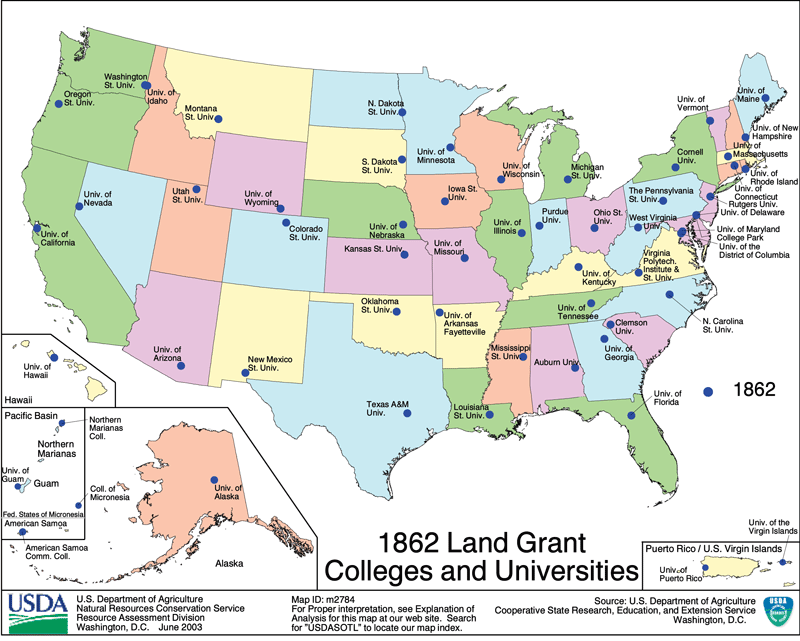 Washington
St. Univ.
Oregon
St. Univ.
Univ. of
Idaho
Montana
St. Univ.
N. Dakota
St. Univ.
Univ. of
Minnesota
S. Dakota
St. Univ.
Univ. of
Wisconsin
Michigan
St. Univ.
Cornell
Univ.
Univ. of
Vermont
Univ. of
Maine
Univ. of New
Hampshire
Univ. of
Massachusetts
Univ. of
Rhode Island
Univ. of
Connecticut
Rutgers Univ.
Univ. of Delaware
Univ. of Maryland
College Park
Univ. of the
District of Columbia
The Pennsylvania
St. Univ.
West Virginia
Univ.
Virginia
Polytech.
Institute &
St. Univ.
Univ. of
Nevada
Utah
St. Univ.
Univ. of
Wyoming
Colorado
St. Univ.
Univ. of
Nebraska
Iowa St.
Univ.
Univ. of
Illinois
Purdue
Univ.
Ohio St.
Univ.
Univ. of
California
Kansas St. Univ.
Univ. of
Missouri
Univ. of
Kentucky
Univ. of
Tennessee
N. Carolina
St. Univ.
Clemson
Univ.
Univ. of
Georgia
Auburn Univ.
Mississippi
St. Univ.
Univ. of
Arkansas
Fayetteville
Oklahoma
St. Univ.
Univ. of
Arizona
New Mexico
St. Univ.
Texas A&M
Univ.
Louisiana
St. Univ.
Univ. of
Florida
1862
Univ. of
Hawaii
Hawaii
Pacific Basin
Northern
Marianas
Coll.
Northern
Marianas
Univ. of
Guam
Guam
Coll. of
Micronesia
Fed. States of Micronesia
American Samoa
American Samoa
Comm. Coll.
Univ. of
Alaska
Alaska
1862 Land Grant
Colleges and Universities
Univ. of the
Virgin Islands
Puerto Rico / U.S. Virgin Islands
Univ. of
Puerto Rico
USDA
U.S. Department of Agriculture
Natural Resources Conservation Service
Resource Assessment Division
Washington, D.C. June 2003
Map ID: m2784
For Proper interpretation, see Explanation of
Analysis for this map at our web site. Search
for "USDASOTL" to locate our map index.
Source: U.S. Department of Agriculture
Cooperative State Research, Education, and Extension Service
Washington, D.C.
USDA